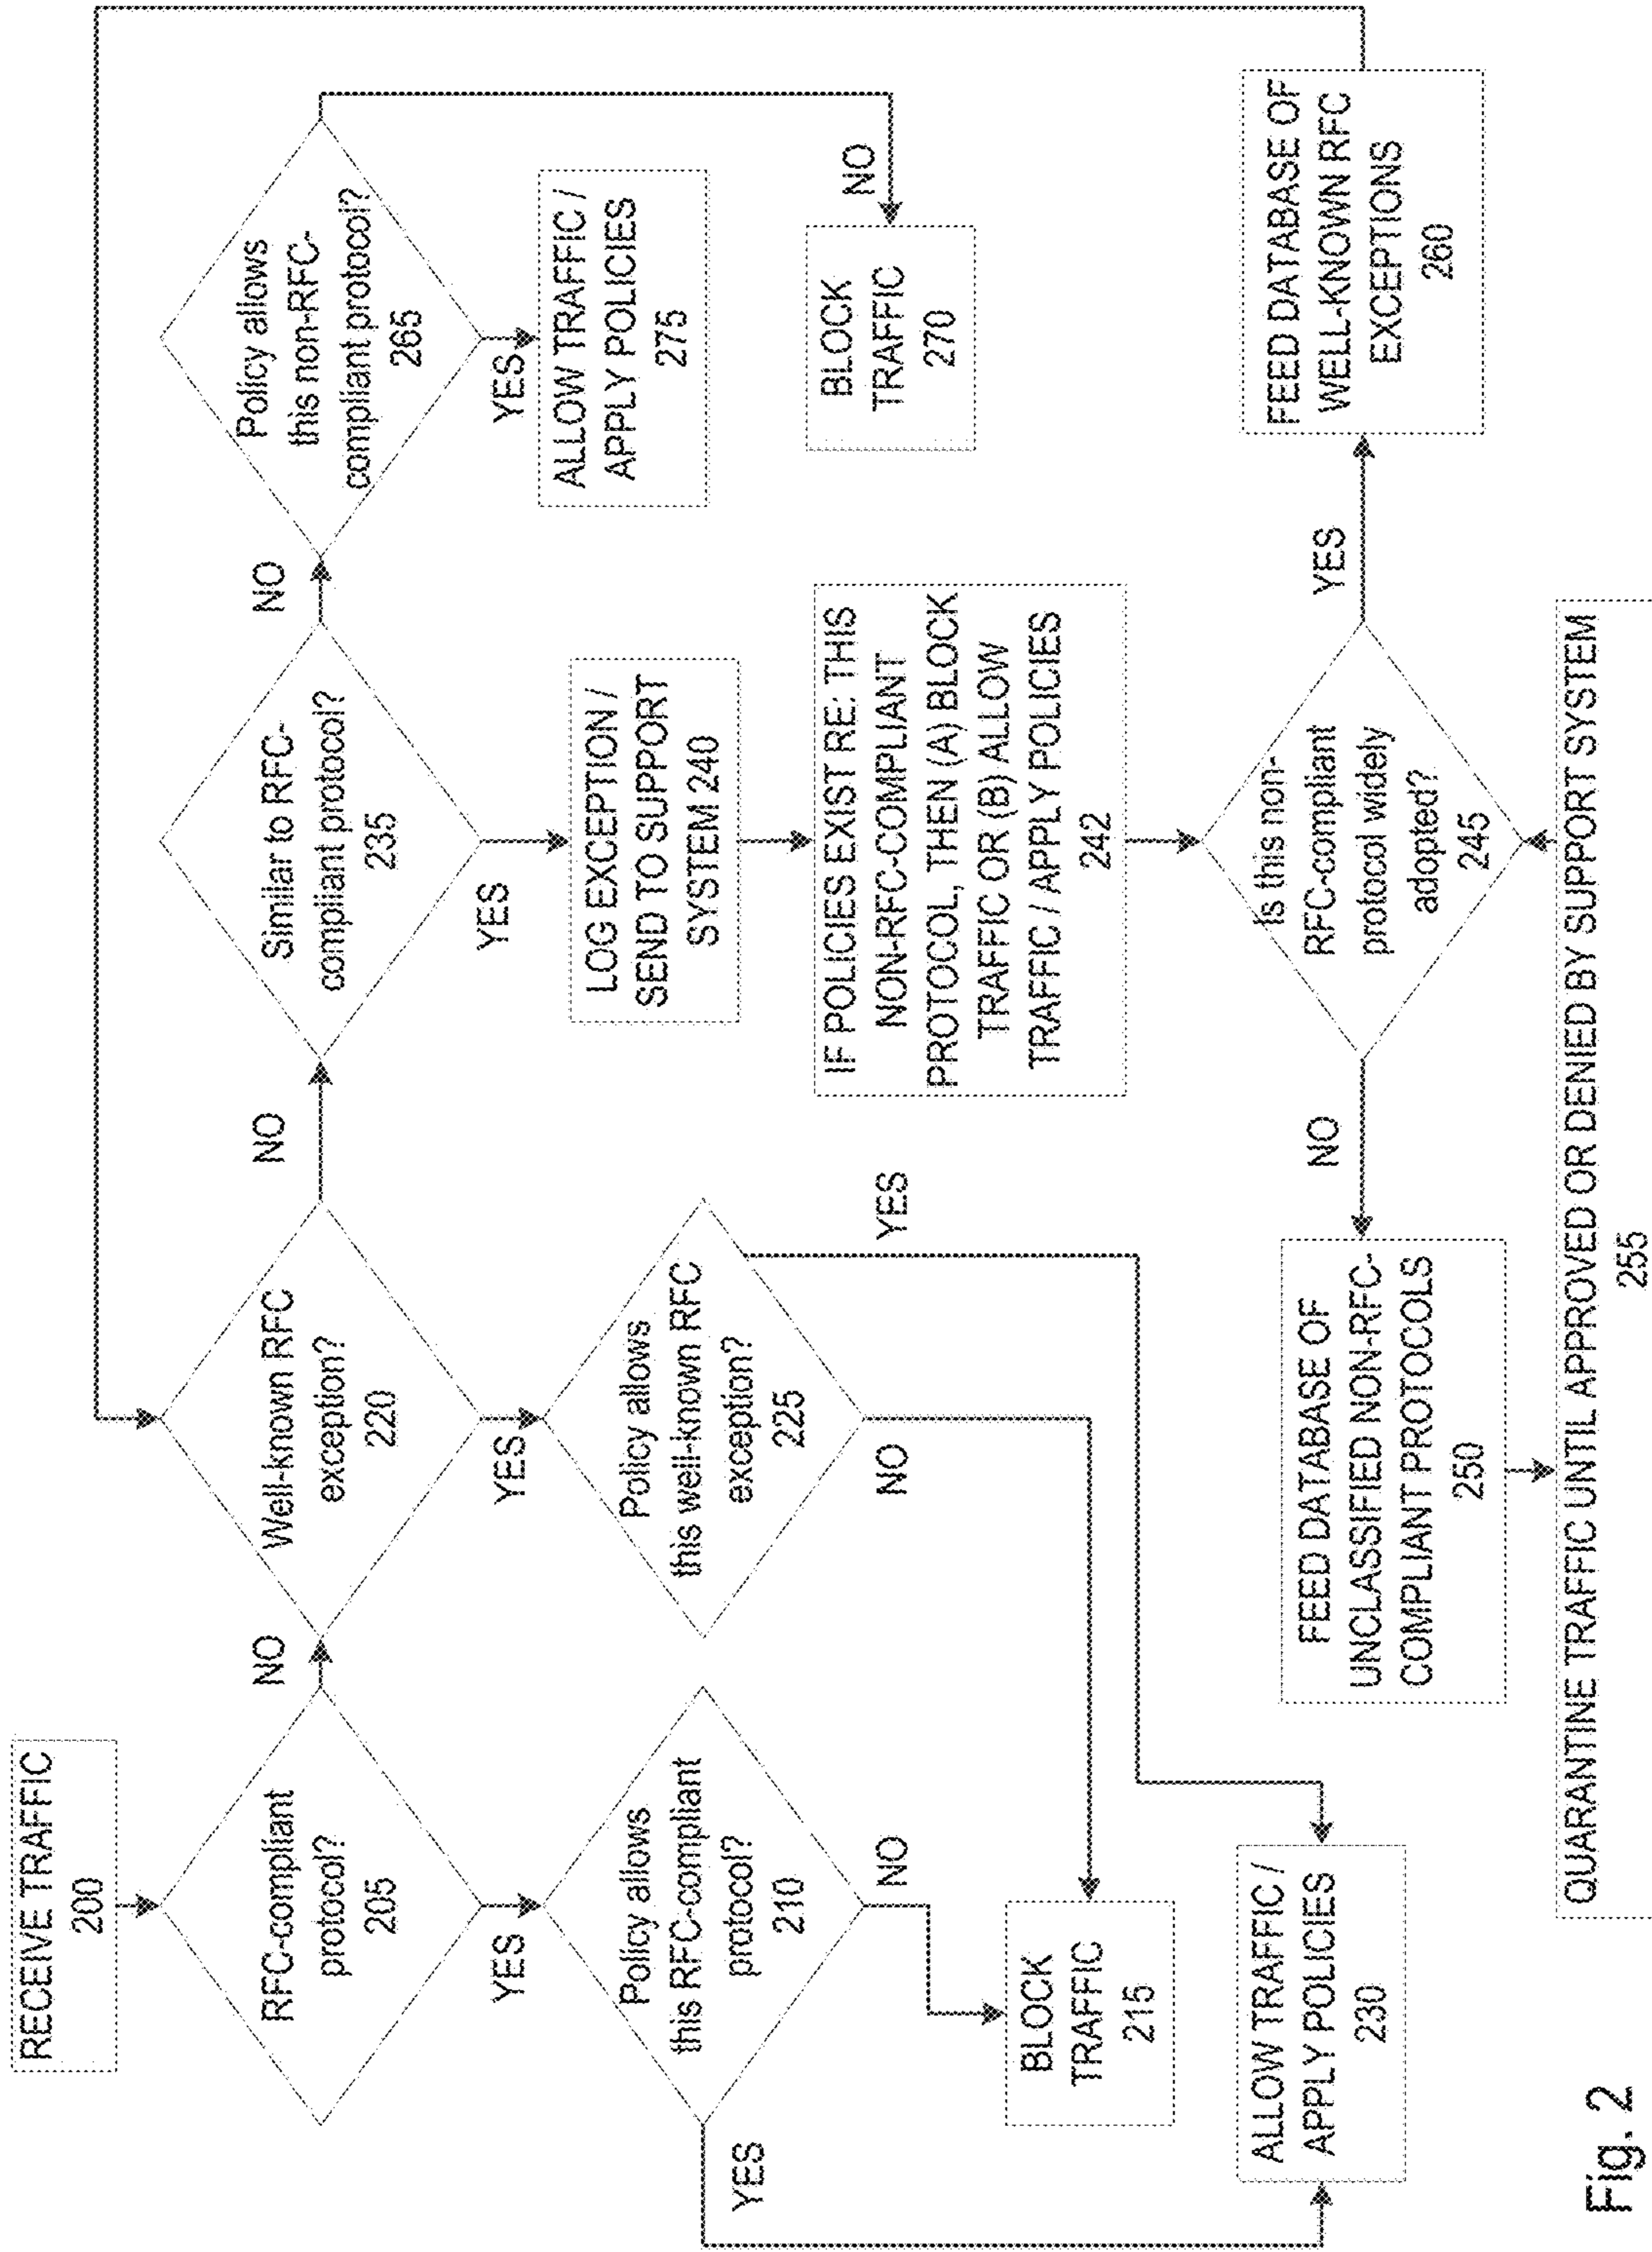 RECEIVE TRAFFIC
200
RFC-compliant
protocol?
205
NO
YES
Policy allows
this RFC-compliant
protocol?
210
YES
NO
BLOCK
TRAFFIC
215
ALLOW TRAFFIC /
APPLY POLICIES
230
Well-known RFC
exception?
220
NO
YES
Policy allows
this well-known RFC
exception?
225
YES
NO
Similar to RFC-
compliant protocol?
235
NO
YES
LOG EXCEPTION /
SEND TO SUPPORT
SYSTEM 240
IF POLICIES EXIST RE: THIS
NON-RFC-COMPLIANT
PROTOCOL, THEN (A) BLOCK
TRAFFIC OR (B) ALLOW
TRAFFIC / APPLY POLICIES
242
Is this non-
RFC-compliant
protocol widely
adopted?
245
NO
YES
FEED DATABASE OF
UNCLASSIFIED NON-RFC-
COMPLIANT PROTOCOLS
250
QUARANTINE TRAFFIC UNTIL APPROVED OR DENIED BY SUPPORT SYSTEM
255
FEED DATABASE OF
WELL-KNOWN RFC
EXCEPTIONS
260
Policy allows
this non-RFC-
compliant protocol?
265
YES
NO
ALLOW TRAFFIC /
APPLY POLICIES
275
BLOCK
TRAFFIC
270
Fig. 2